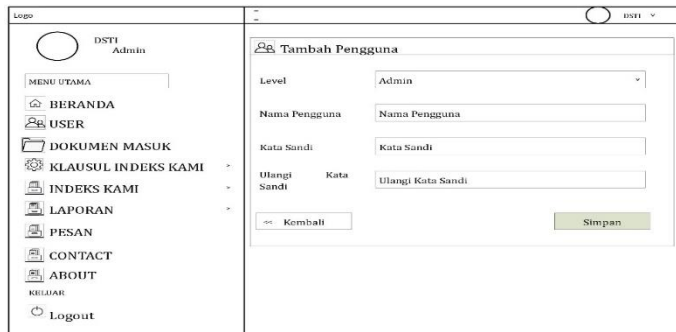 Logo
DSTI
DSTI
Admin
MENU UTAMA
BERANDA
USER
DOKUMEN MASUK
KLAUSUL INDEKS KAMI
INDEKS KAMI
LAPORAN
PESAN
CONTACT
ABOUT
KELUAR
Logout
Tambah Pengguna
Level
Admin
Nama Pengguna
Nama Pengguna
Kata Sandi
Kata Sandi
Ulangi Kata
Sandi
Ulangi Kata Sandi
<< Kembali
Simpan